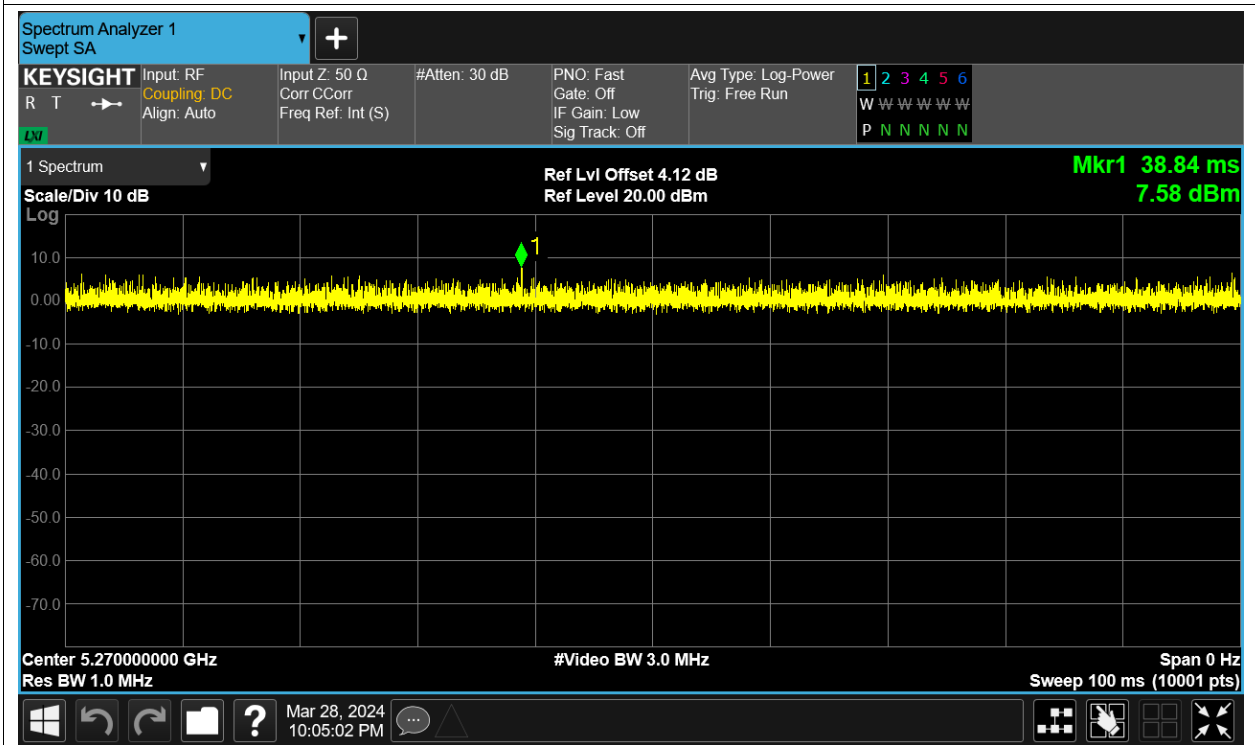 Spectrum Analyzer 1
Swept SA
KEYSIGHT
R T
LXI
Input: RF
Coupling: DC
Align: Auto
Input Z: 50 Ω
Corr CCorr
Freq Ref: Int (S)
#Atten: 30 dB
PNO: Fast
Gate: Off
IF Gain: Low
Sig Track: Off
Avg Type: Log-Power
Trig: Free Run
1 2 3 4 5 6
W W W W W W
P N N N N N
1 Spectrum
Scale/Div 10 dB
Log
Ref Lvl Offset 4.12 dB
Ref Level 20.00 dBm
Mkr1 38.84 ms
7.58 dBm
1
10.0
0.00
-10.0
-20.0
-30.0
-40.0
-50.0
-60.0
-70.0
Center 5.270000000 GHz
Res BW 1.0 MHz
#Video BW 3.0 MHz
Span 0 Hz
Sweep 100 ms (10001 pts)
?
Mar 28, 2024
10:05:02 PM